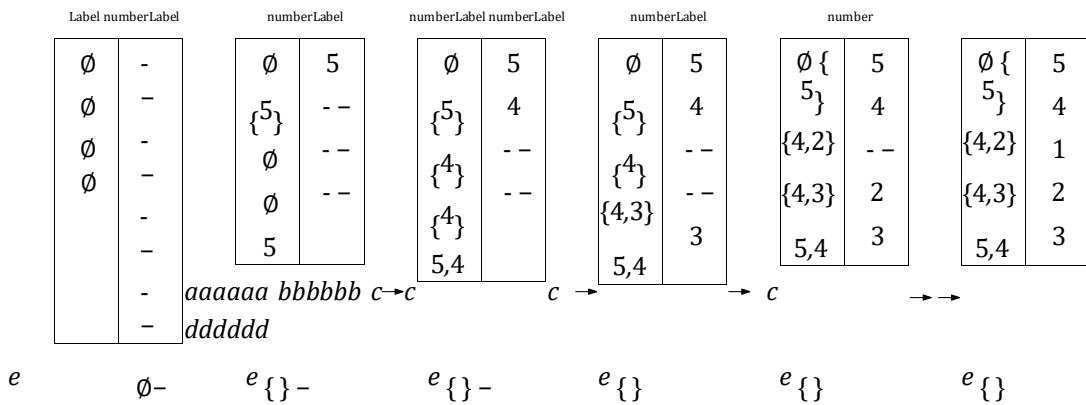 Label numberLabel numberLabel numberLabel numberLabel numberLabel number
∅ - ∅ 5 ∅ 5 ∅ 5 ∅ { 5 ∅ { 5
∅ – {5} - – {5} 4 {5} 4 5} 4 5} 4
∅ - ∅ - – {4} - – {4} - – {4,2} - – {4,2} 1
∅ – ∅ - – {4} - – {4,3} - – {4,3} 2 {4,3} 2
- 5 5,4 5,4 3 5,4 3 5,4 3
–
- aaaaaa bbbbbb c c c c
– dddddd
e ∅– e {} – e {} – e {} e {} e {}